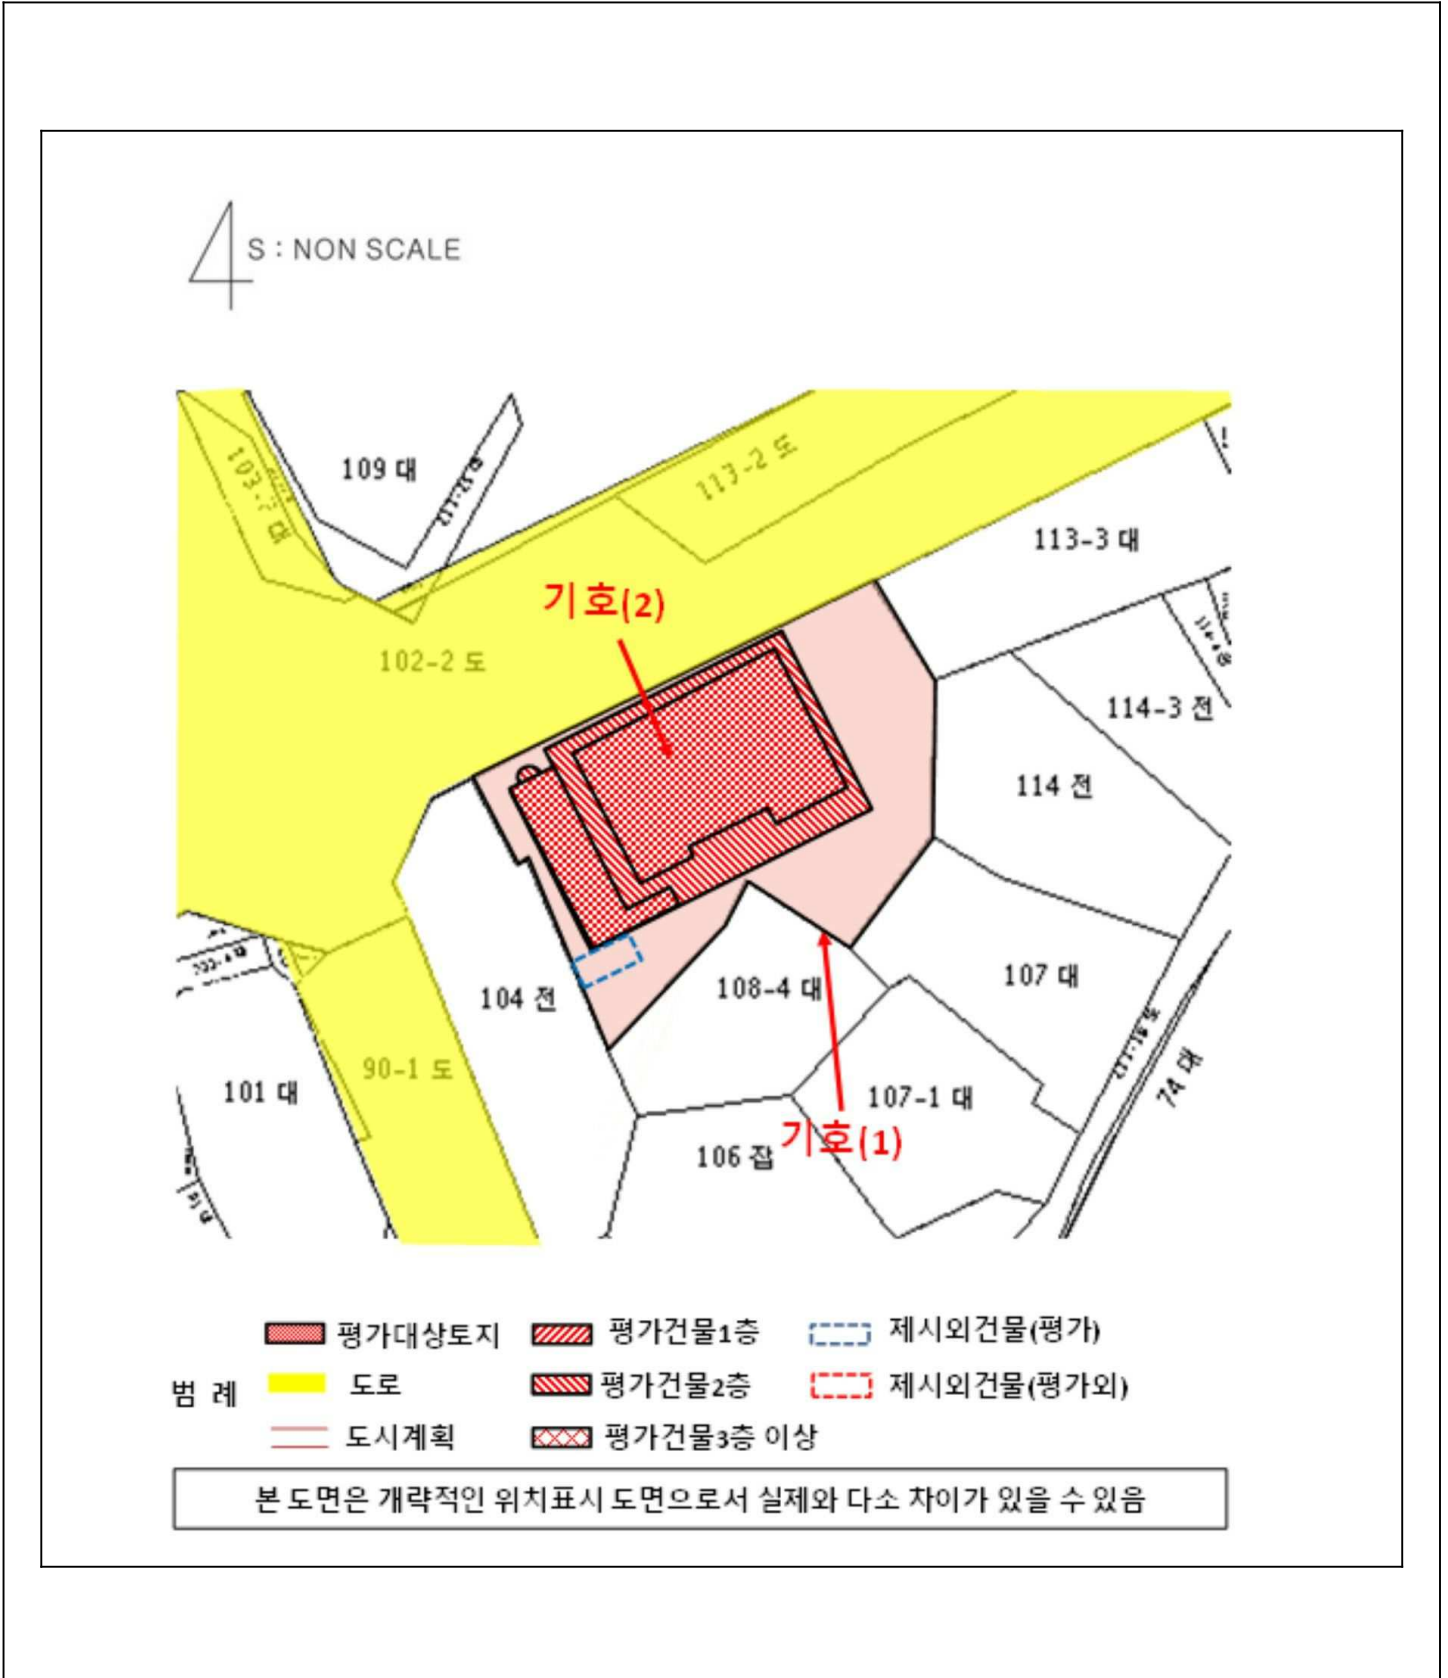 S : NON SCALE
109 대
113-2 도
113-3 대
기호(2)
102-2 도
114-3 전
114 전
104 전
108-4 대
107 대
90-1 도
101 대
107-1 대
74 대
기호(1)
106 잡
평가대상토지
평가건물1층
제시외건물(평가)
범 례
도로
평가건물2층
제시외건물(평가외)
도시계획
평가건물3층 이상
본 도면은 개략적인 위치표시 도면으로서 실제와 다소 차이가 있을 수 있음